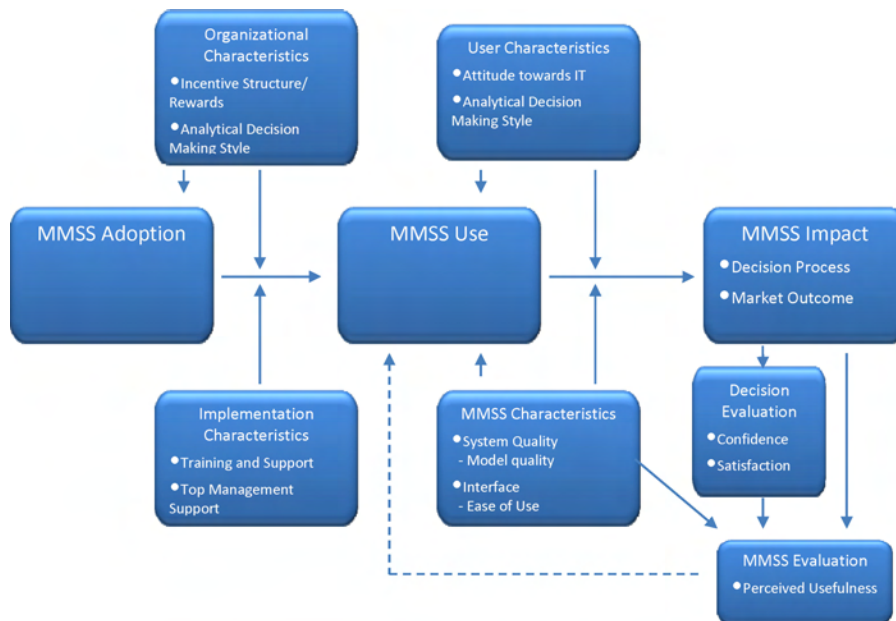 Organizational
Characteristics
• Incentive Structure/
Rewards
• Analytical Decision
Making Style
User Characteristics
• Attitude towards IT
• Analytical Decision
Making Style
MMSS Adoption
MMSS Use
MMSS Impact
• Decision Process
• Market Outcome
Implementation
Characteristics
• Training and Support
• Top Management
Support
MMSS Characteristics
• System Quality
- Model quality
• Interface
- Ease of Use
Decision
Evaluation
• Confidence
• Satisfaction
MMSS Evaluation
• Perceived Usefulness